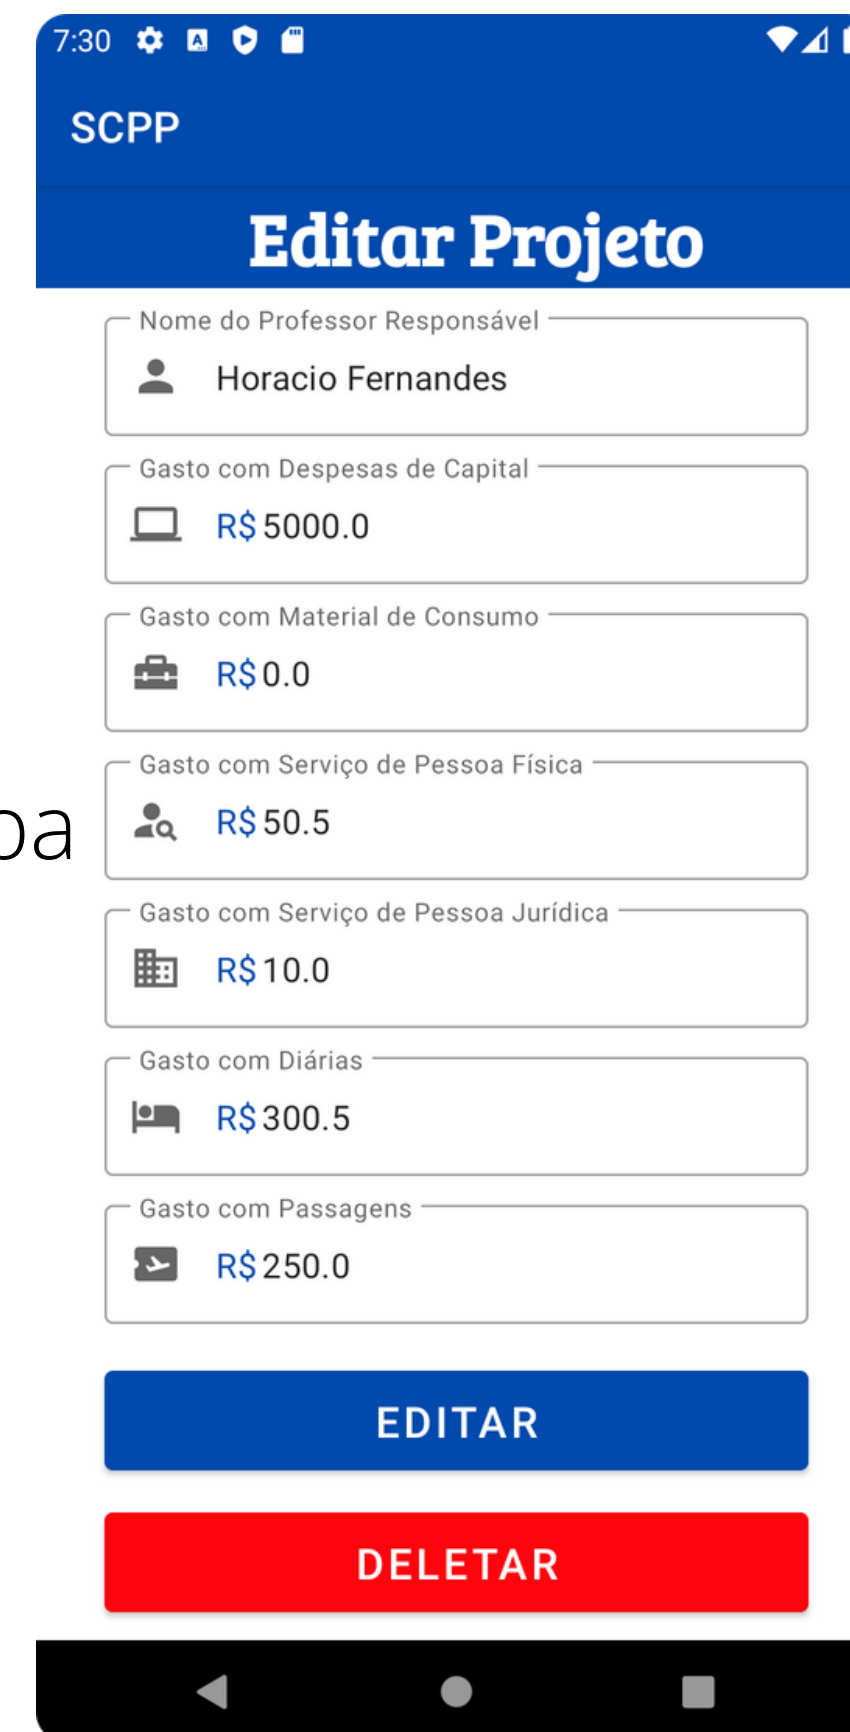 7:30
SCPP
Editar Projeto
Nome do Professor Responsável
Horacio Fernandes
Gasto com Despesas de Capital
R$ 5000.0
Gasto com Material de Consumo
R$ 0.0
Gasto com Serviço de Pessoa Física
oa
R$ 50.5
Gasto com Serviço de Pessoa Jurídica
R$ 10.0
Gasto com Diárias
R$ 300.5
Gasto com Passagens
R$ 250.0
EDITAR
DELETAR